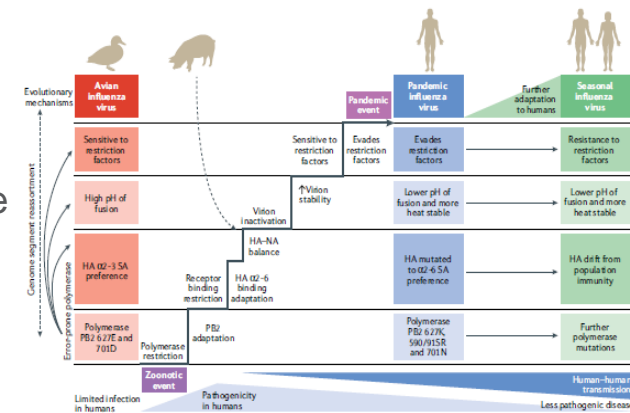 e
Evolutionary
mechanisms
Avian
influenza
virus
Pandemic
event
Pandemic
influenza
virus
Further
adaptation
to humans
Seasonal
influenza
virus
Genome segment reassortment
Error-prone polymerase
Sensitive to
restriction
factors
Sensitive to
restriction
factors
Evades
restriction
factors
Evades
restriction
factors
Resistance to
restriction
factors
High pH of
fusion
Virion
inactivation
↑Virion
stability
Lower pH of
fusion and more
heat stable
Lower pH of
fusion and more
heat stable
HA α2-3 SA
preference
Receptor
binding
restriction
HA–NA
balance
HA α2-6
binding
adaptation
HA mutated
to α2-6 SA
preference
HA drift from
population
immunity
Polymerase
PB2 627E and
701D
Polymerase
restriction
PB2
adaptation
Polymerase
PB2 627K,
590/915R
and 701N
Further
polymerase
mutations
Zoonotic
event
Limited infection
in humans
Pathogenicity
in humans
Human–human
transmission
Less pathogenic disease